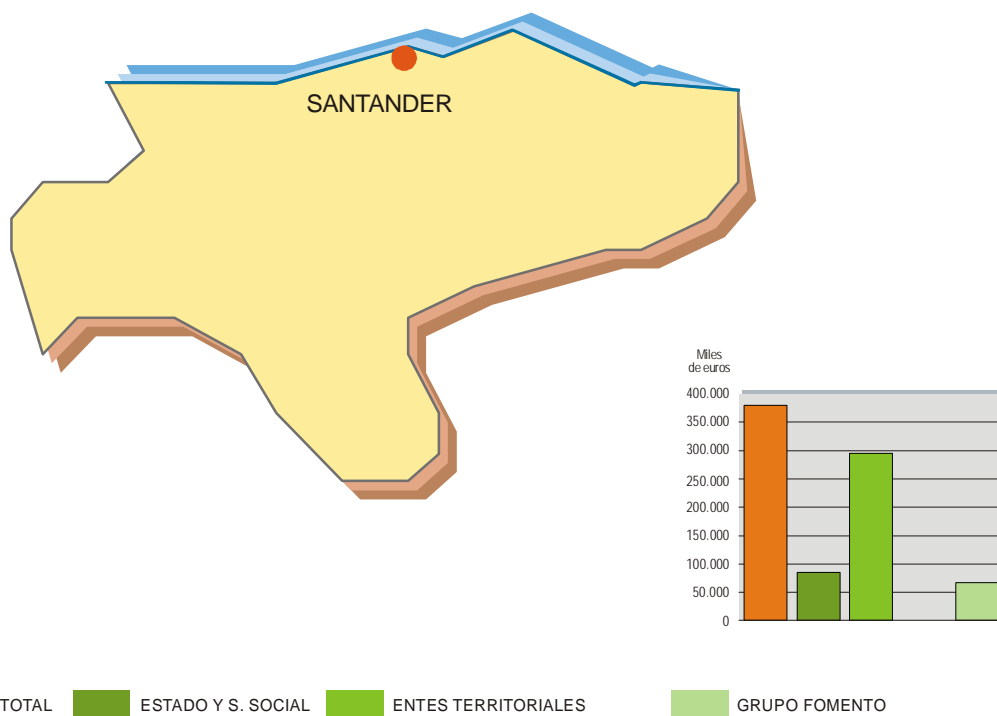 SANTANDER
Miles
de euros
400.000
350.000
300.000
250.000
200.000
150.000
100.000
50.000
0
TOTAL ESTADO Y S. SOCIAL ENTES TERRITORIALES GRUPO FOMENTO